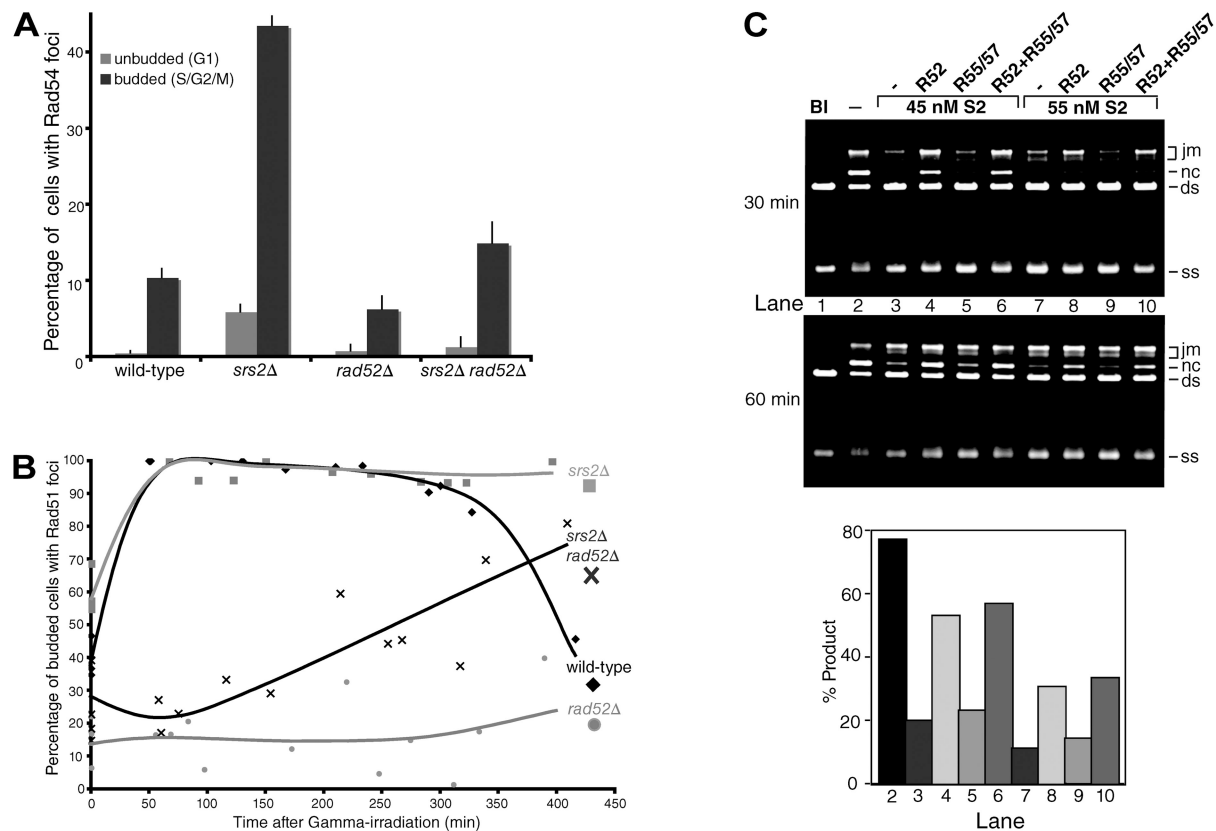 A
Percentage of cells with Rad54 foci
40
30
20
10
0
unbudded (G1)
budded (S/G2/M)
wild-type
srs2Δ
rad52Δ
srs2Δ rad52Δ
B
Percentage of budded cells with Rad51 foci
100
90
80
70
60
50
40
30
20
10
0
0 50 100 150 200 250 300 350 400 450
Time after Gamma-irradiation (min)
srs2Δ
srs2Δ
rad52Δ
wild-type
rad52Δ
C
- R52 R55/57 R52+R55/57 - R52 R55/57 R52+R55/57
Bl – 45 nM S2 55 nM S2
30 min
jm
nc
ds
ss
Lane 1 2 3 4 5 6 7 8 9 10
60 min
jm
nc
ds
ss
% Product
80
60
40
20
0
2 3 4 5 6 7 8 9 10
Lane